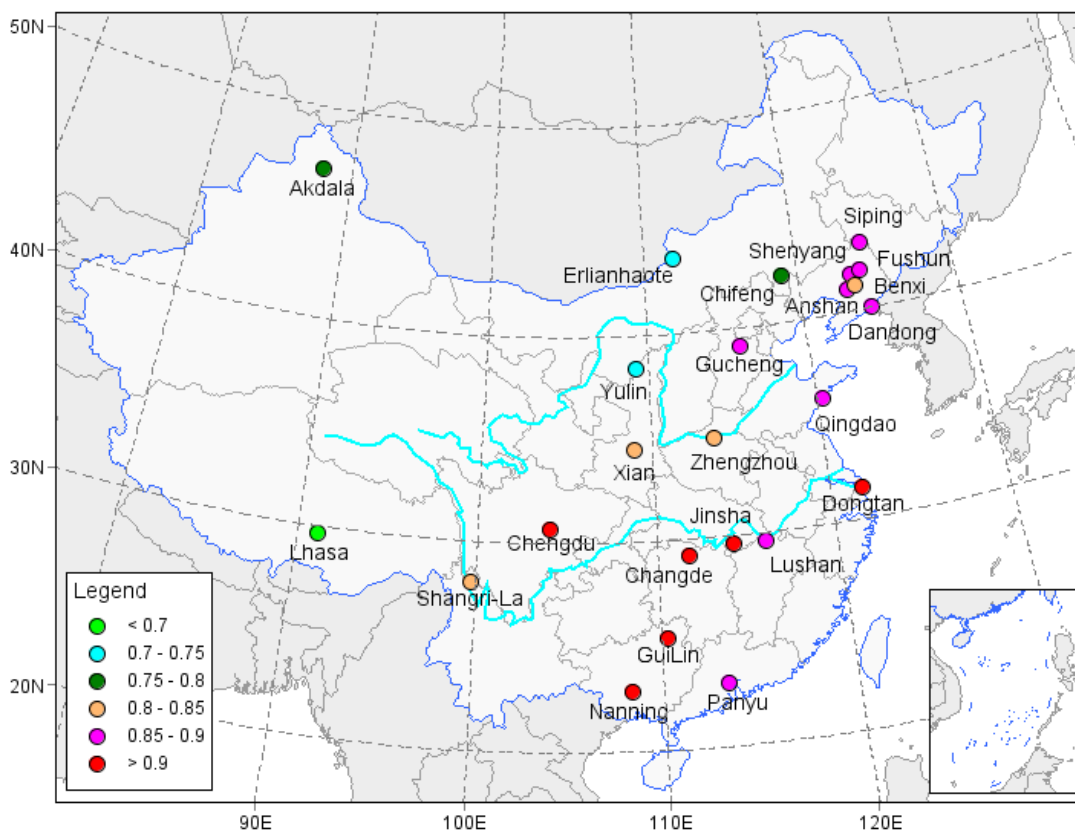 50N
40N
30N
20N
90E
100E
110E
120E
Akdala
Erlianhaote
Siping
Shenyang
Fushun
Chifeng
Benxi
Anshan
Dandong
Gucheng
Yulin
Qingdao
Xian
Zhengzhou
Dongtan
Jinsha
Chengdu
Lhasa
Changde
Lushan
Shangri-La
GuiLin
Nanning
Panyu
Legend
< 0.7
0.7 - 0.75
0.75 - 0.8
0.8 - 0.85
0.85 - 0.9
> 0.9